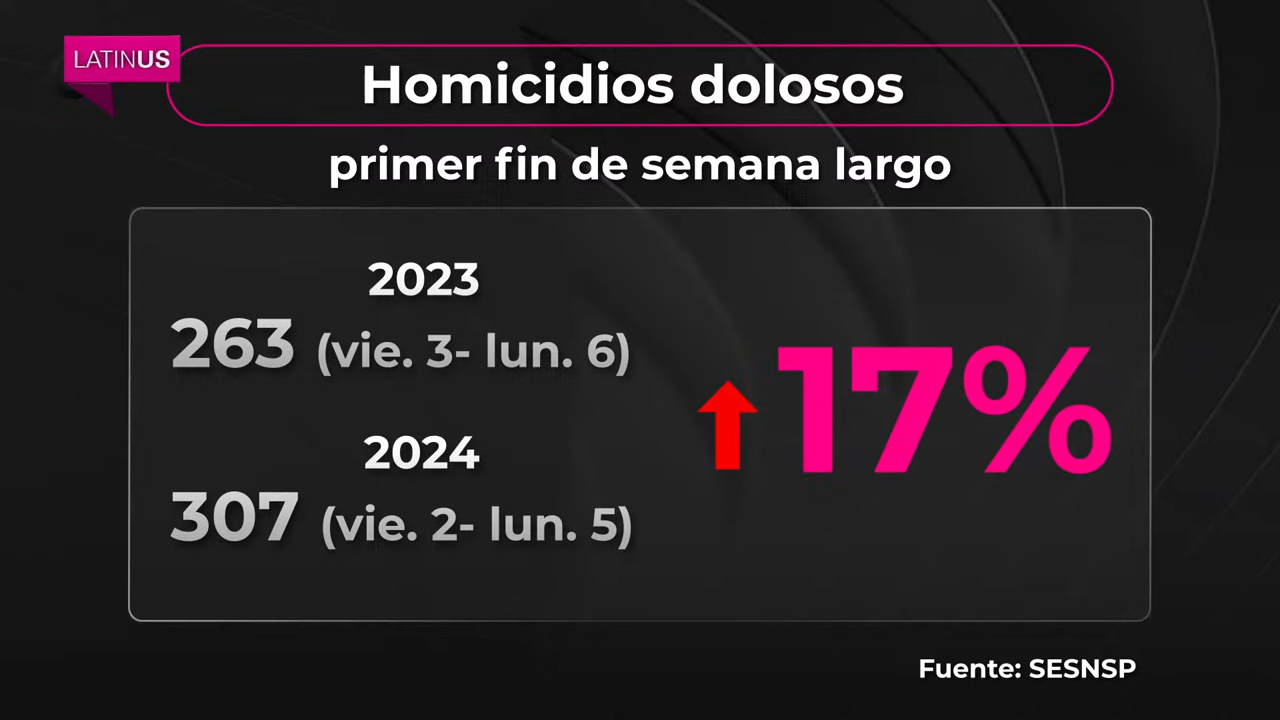 LATINUS
Homicidios dolosos
primer fin de semana largo
2023
263 (vie. 3- lun. 6)
2024
307 (vie. 2- lun. 5)
17%
Fuente: SESNSP